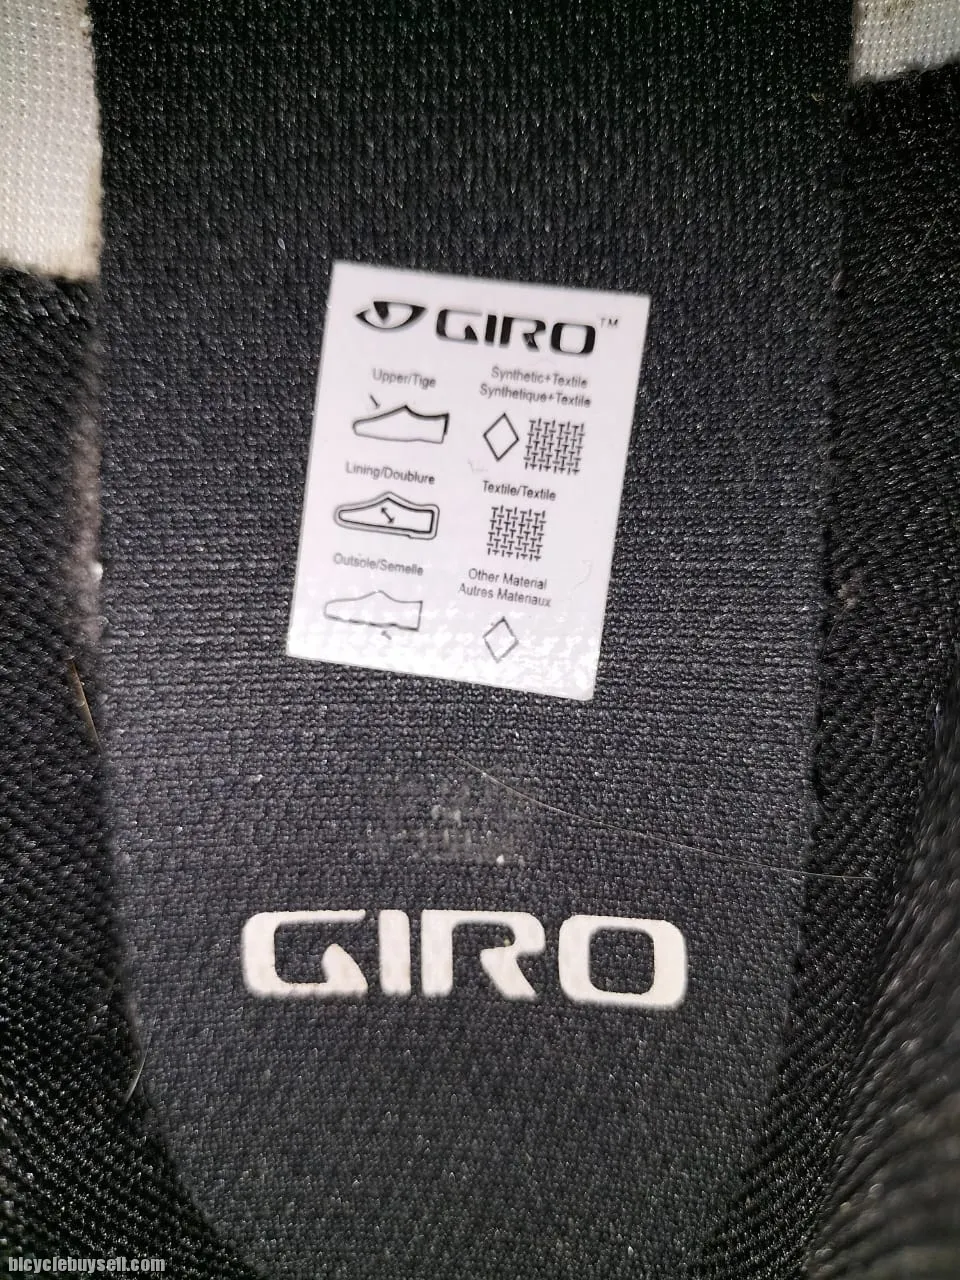 GIRO™
Upper/Tige
Synthetic+Textile
Synthetique+Textile
Lining/Doublure
Textile/Textile
Outsole/Semelle
Other Material
Autres Materiaux
GIRO
bicyclebuysell.com